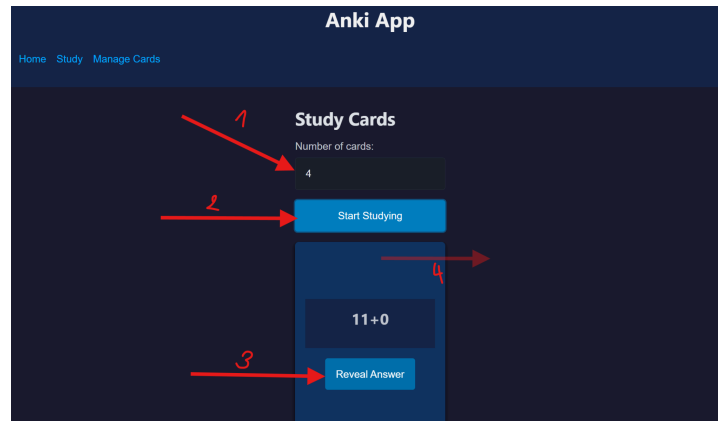 Anki App
Home Study Manage Cards
1
Study Cards
Number of cards:
4
2
Start Studying
4
11+0
3
Reveal Answer